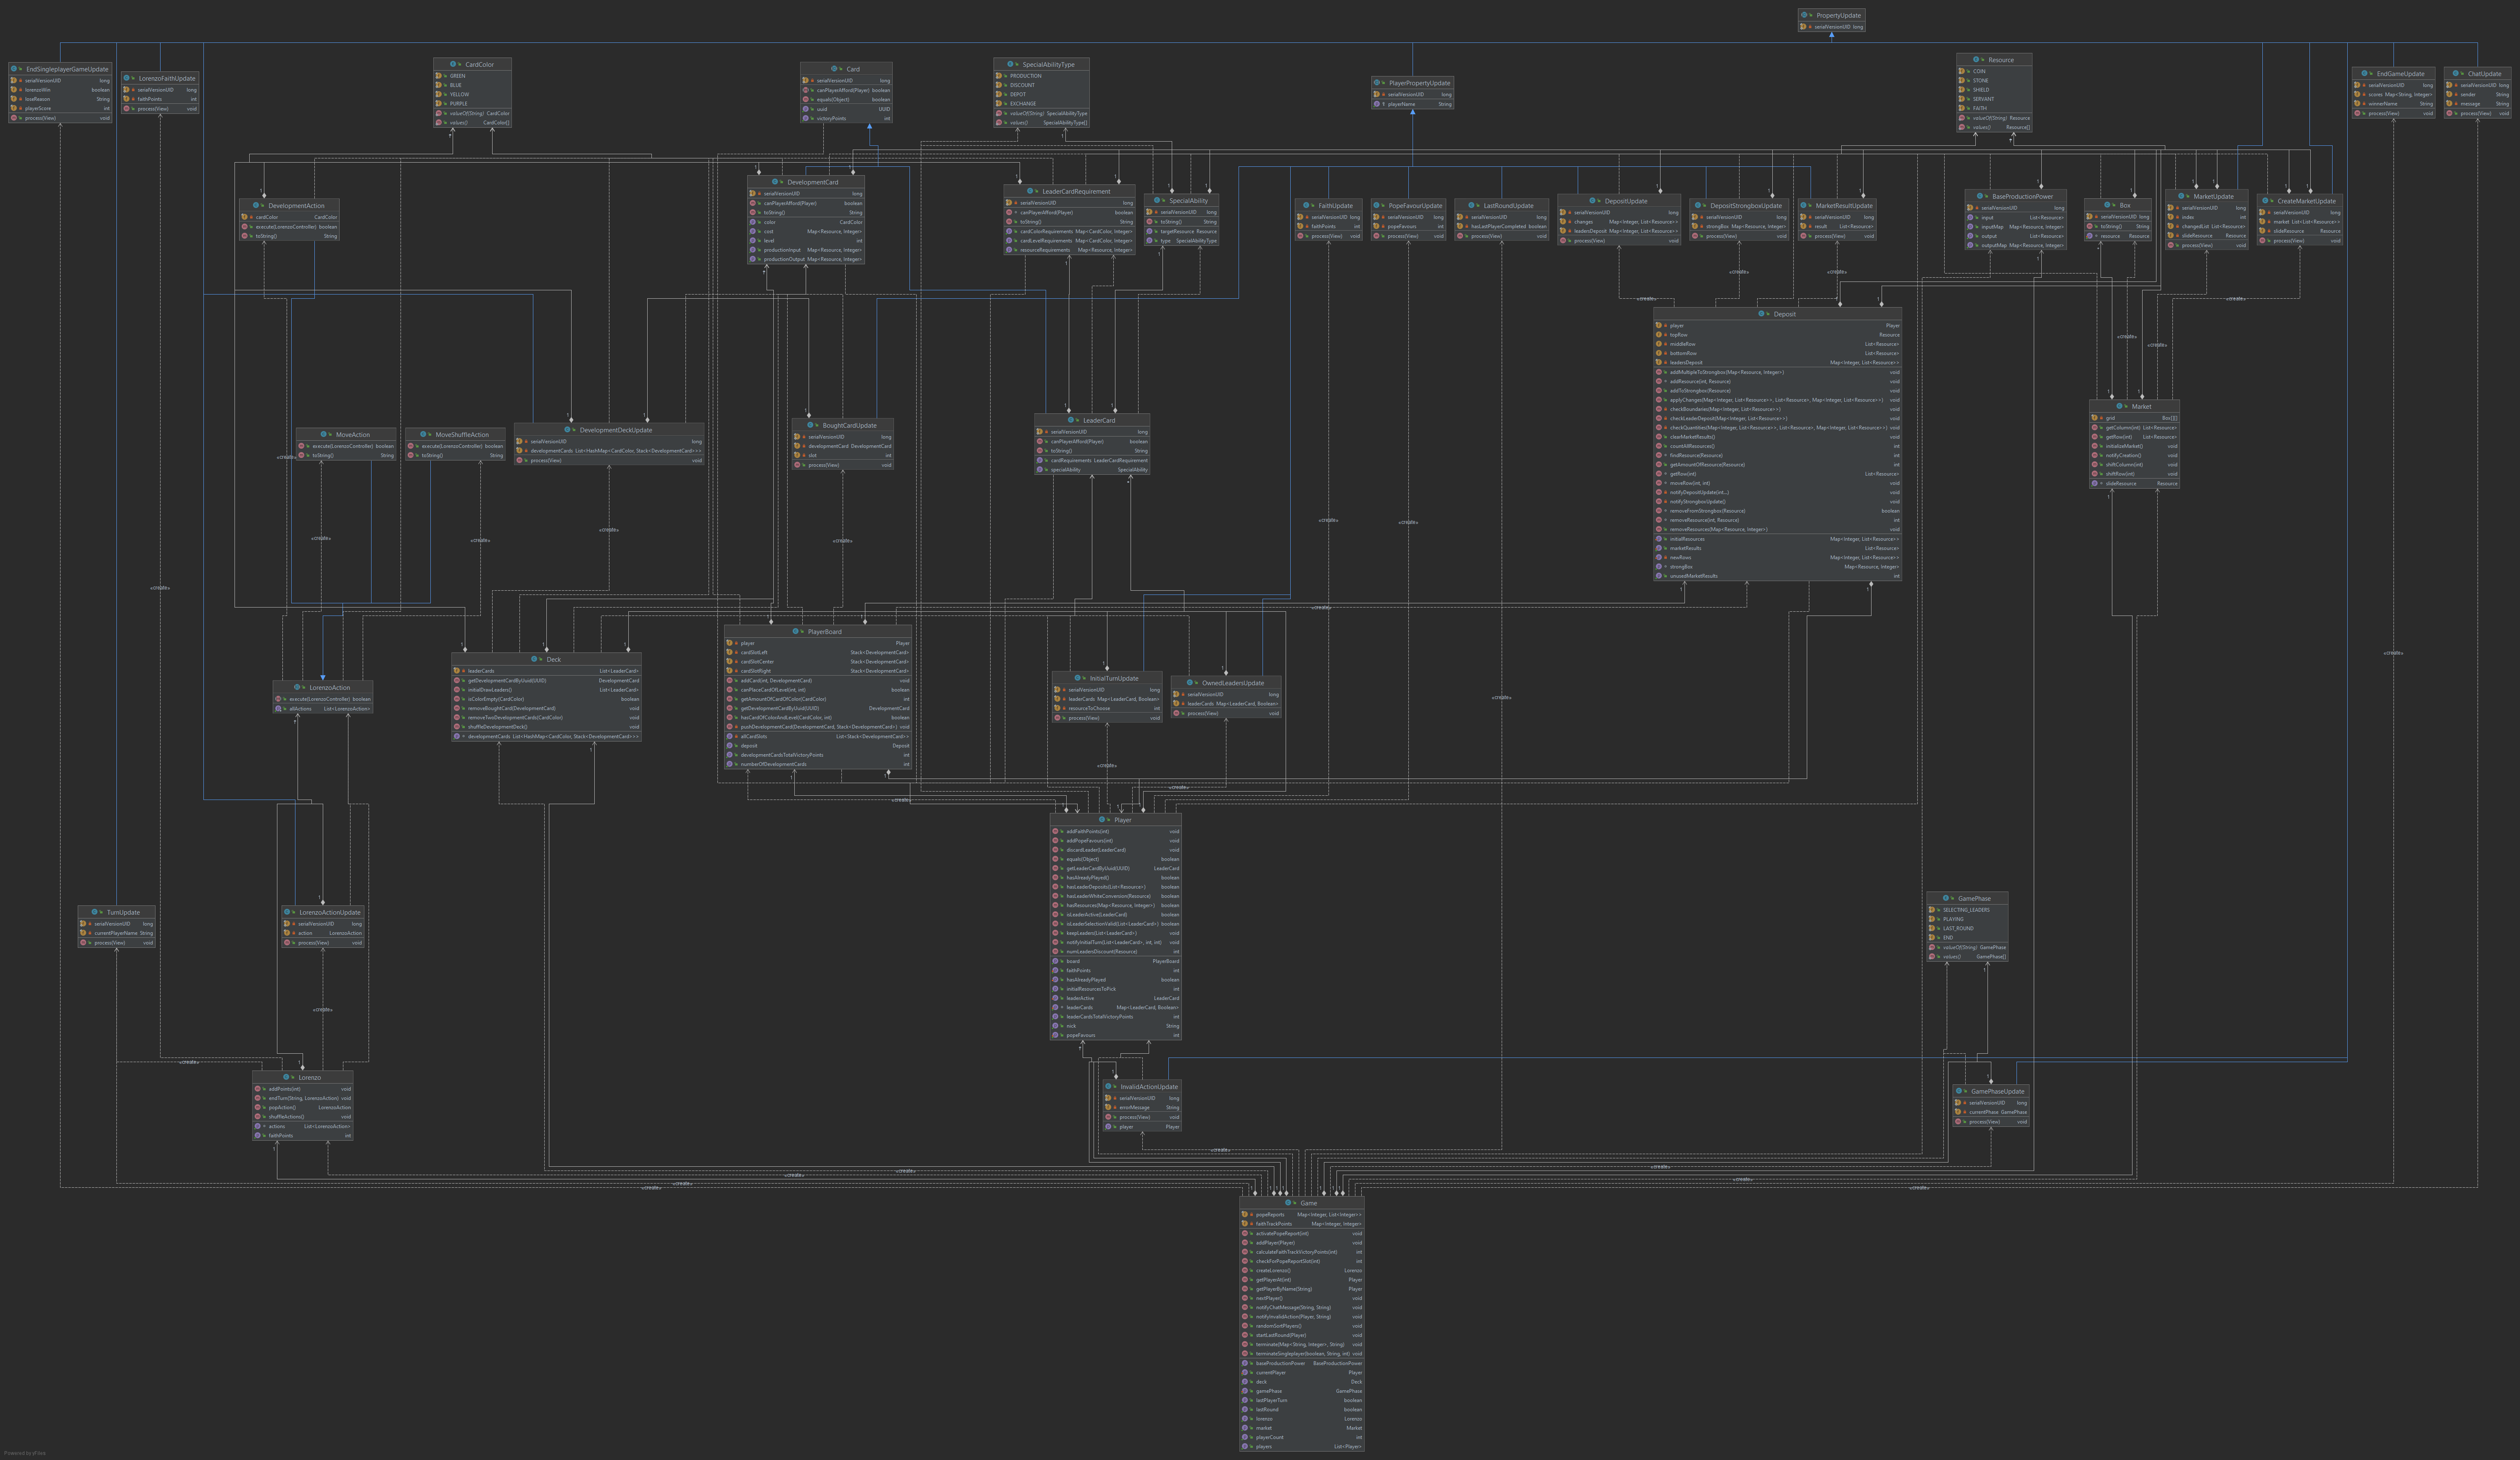 PropertyUpdate
serialVersionUID long
EndSingleplayerGameUpdate
serialVersionUID long
lorenzoWin boolean
loseReason String
playerScore int
process(View) void
LorenzoFaithUpdate
serialVersionUID long
faithPoints int
process(View) void
CardColor
GREEN
BLUE
YELLOW
PURPLE
valueOf(String) CardColor
values() CardColor[]
Card
serialVersionUID long
canPlayerAfford(Player) boolean
equals(Object) boolean
uuid UUID
victoryPoints int
SpecialAbilityType
PRODUCTION
DISCOUNT
DEPOT
EXCHANGE
valueOf(String) SpecialAbilityType
values() SpecialAbilityType[]
PlayerPropertyUpdate
serialVersionUID long
playerName String
Resource
COIN
STONE
SHIELD
SERVANT
FAITH
valueOf(String) Resource
values() Resource[]
EndGameUpdate
serialVersionUID long
scores Map<String, Integer>
winnerName String
process(View) void
ChatUpdate
serialVersionUID long
sender String
message String
process(View) void
DevelopmentAction
cardColor CardColor
execute(LorenzoController) boolean
toString() String
DevelopmentCard
serialVersionUID long
canPlayerAfford(Player) boolean
toString() String
color CardColor
cost Map<Resource, Integer>
level int
productionInput Map<Resource, Integer>
productionOutput Map<Resource, Integer>
LeaderCardRequirement
serialVersionUID long
canPlayerAfford(Player) boolean
toString() String
cardColorRequirements Map<CardColor, Integer>
cardLevelRequirements Map<CardColor, Integer>
resourceRequirements Map<Resource, Integer>
SpecialAbility
serialVersionUID long
toString() String
targetResource Resource
type SpecialAbilityType
FaithUpdate
serialVersionUID long
faithPoints int
process(View) void
PopeFavourUpdate
serialVersionUID long
popeFavours int
process(View) void
LastRoundUpdate
serialVersionUID long
hasLastPlayerCompleted boolean
process(View) void
DepositUpdate
serialVersionUID long
changes Map<Integer, List<Resource>>
leadersDeposit Map<Integer, List<Resource>>
process(View) void
DepositStrongboxUpdate
serialVersionUID long
strongBox Map<Resource, Integer>
process(View) void
MarketResultUpdate
serialVersionUID long
result List<Resource>
process(View) void
BaseProductionPower
serialVersionUID long
input List<Resource>
inputMap Map<Resource, Integer>
output List<Resource>
outputMap Map<Resource, Integer>
Box
serialVersionUID long
toString() String
resource Resource
MarketUpdate
serialVersionUID long
index int
changedList List<Resource>
slideResource Resource
process(View) void
CreateMarketUpdate
serialVersionUID long
market List<List<Resource>>
slideResource Resource
process(View) void
Deposit
player Player
topRow Resource
middleRow List<Resource>
bottomRow List<Resource>
leadersDeposit Map<Integer, List<Resource>>
addMultipleToStrongbox(Map<Resource, Integer>) void
addResource(int, Resource) void
addToStrongbox(Resource) void
applyChanges(Map<Integer, List<Resource>, List<Resource>, Map<Integer, List<Resource>>) void
checkBoundaries(Map<Integer, List<Resource>>) void
checkLeaderDeposit(Map<Integer, List<Resource>>) void
checkQuantities(Map<Integer, List<Resource>>, List<Resource>, Map<Integer, List<Resource>>) void
clearMarketResults() void
countAllResources() int
findResource(Resource) int
getAmountOfResource(Resource) int
getRow(int) List<Resource>
moveRow(int, int) void
notifyDepositUpdate(int...) void
notifyStrongboxUpdate() void
removeFromStrongbox(Resource) boolean
removeResource(int, Resource) int
removeResources(Map<Resource, Integer>) void
initialResources Map<Integer, List<Resource>>
marketResults List<Resource>
newRows Map<Integer, List<Resource>>
strongBox Map<Resource, Integer>
unusedMarketResults int
Market
grid Box[][]
getColumn(int) List<Resource>
getRow(int) List<Resource>
initializeMarket() void
notifyCreation() void
shiftColumn(int) void
shiftRow(int) void
slideResource Resource
MoveAction
execute(LorenzoController) boolean
toString() String
MoveShuffleAction
execute(LorenzoController) boolean
toString() String
DevelopmentDeckUpdate
serialVersionUID long
developmentCards List<HashMap<CardColor, Stack<DevelopmentCard>>>
process(View) void
BoughtCardUpdate
serialVersionUID long
developmentCard DevelopmentCard
slot int
process(View) void
LeaderCard
serialVersionUID long
canPlayerAfford(Player) boolean
toString() String
cardRequirements LeaderCardRequirement
specialAbility SpecialAbility
PlayerBoard
player Player
cardSlotLeft Stack<DevelopmentCard>
cardSlotCenter Stack<DevelopmentCard>
cardSlotRight Stack<DevelopmentCard>
addCard(int, DevelopmentCard) void
canPlaceCardOfLevel(int, int) boolean
getAmountOfCardOfColor(CardColor) int
getDevelopmentCardByUuid(UUID) DevelopmentCard
hasCardOfColorAndLevel(CardColor, int) boolean
pushDevelopmentCard(DevelopmentCard, Stack<DevelopmentCard>) void
allCardSlots List<Stack<DevelopmentCard>>
deposit Deposit
developmentCardsTotalVictoryPoints int
numberOfDevelopmentCards int
Deck
leaderCards List<LeaderCard>
getDevelopmentCardByUuid(UUID) DevelopmentCard
initialDrawLeaders() List<LeaderCard>
isColorEmpty(CardColor) boolean
removeBoughtCard(DevelopmentCard) void
removeTwoDevelopmentCards(CardColor) void
shuffleDevelopmentDeck() void
developmentCards List<HashMap<CardColor, Stack<DevelopmentCard>>>
LorenzoAction
execute(LorenzoController) boolean
allActions List<LorenzoAction>
InitialTurnUpdate
serialVersionUID long
leaderCards Map<LeaderCard, Boolean>
resourceToChoose int
process(View) void
OwnedLeadersUpdate
serialVersionUID long
leaderCards Map<LeaderCard, Boolean>
process(View) void
Player
addFaithPoints(int) void
addPopeFavours(int) void
discardLeader(LeaderCard) void
equals(Object) boolean
getLeaderCardByUuid(UUID) LeaderCard
hasAlreadyPlayed() boolean
hasLeaderDeposits(List<Resource>) boolean
hasLeaderWhiteConversion(Resource) boolean
hasResources(Map<Resource, Integer>) boolean
isLeaderActive(LeaderCard) boolean
isLeaderSelectionValid(List<LeaderCard>) boolean
keepLeaders(List<LeaderCard>) void
notifyInitialTurn(List<LeaderCard>, int, int) void
numLeadersDiscount(Resource) int
board PlayerBoard
faithPoints int
hasAlreadyPlayed boolean
initialResourcesToPick int
leaderActive LeaderCard
leaderCards Map<LeaderCard, Boolean>
leaderCardsTotalVictoryPoints int
nick String
popeFavours int
TurnUpdate
serialVersionUID long
currentPlayerName String
process(View) void
LorenzoActionUpdate
serialVersionUID long
action LorenzoAction
process(View) void
GamePhase
SELECTING_LEADERS
PLAYING
LAST_ROUND
END
valueOf(String) GamePhase
values() GamePhase[]
Lorenzo
addPoints(int) void
endTurn(String, LorenzoAction) void
popAction() LorenzoAction
shuffleActions() void
actions List<LorenzoAction>
faithPoints int
InvalidActionUpdate
serialVersionUID long
errorMessage String
process(View) void
player Player
GamePhaseUpdate
serialVersionUID long
currentPhase GamePhase
process(View) void
Game
popeReports Map<Integer, List<Integer>>
faithTrackPoints Map<Integer, Integer>
activatePopeReport(int) void
addPlayer(Player) void
calculateFaithTrackVictoryPoints(int) int
checkForPopeReportSlot(int) int
createLorenzo() Lorenzo
getPlayerAt(int) Player
getPlayerByName(String) Player
nextPlayer() void
notifyChatMessage(String, String) void
notifyInvalidAction(Player, String) void
randomSortPlayers() void
startLastRound(Player) void
terminate(Map<String, Integer>, String) void
terminateSingleplayer(boolean, String, int) void
baseProductionPower BaseProductionPower
currentPlayer Player
deck Deck
gamePhase GamePhase
lastPlayerTurn boolean
lastRound boolean
lorenzo Lorenzo
market Market
playerCount int
players List<Player>
Powered by yFiles